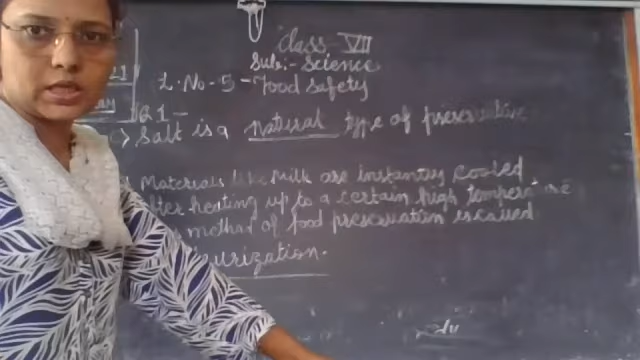 Class VII
Sub:- Science
L. No - 5 - Food Safety
Q1 -
> Salt is a natural type of preservative
Materials like Milk are instantly cooled
after heating up to a certain high temperature
method of food preservation is called
urization.